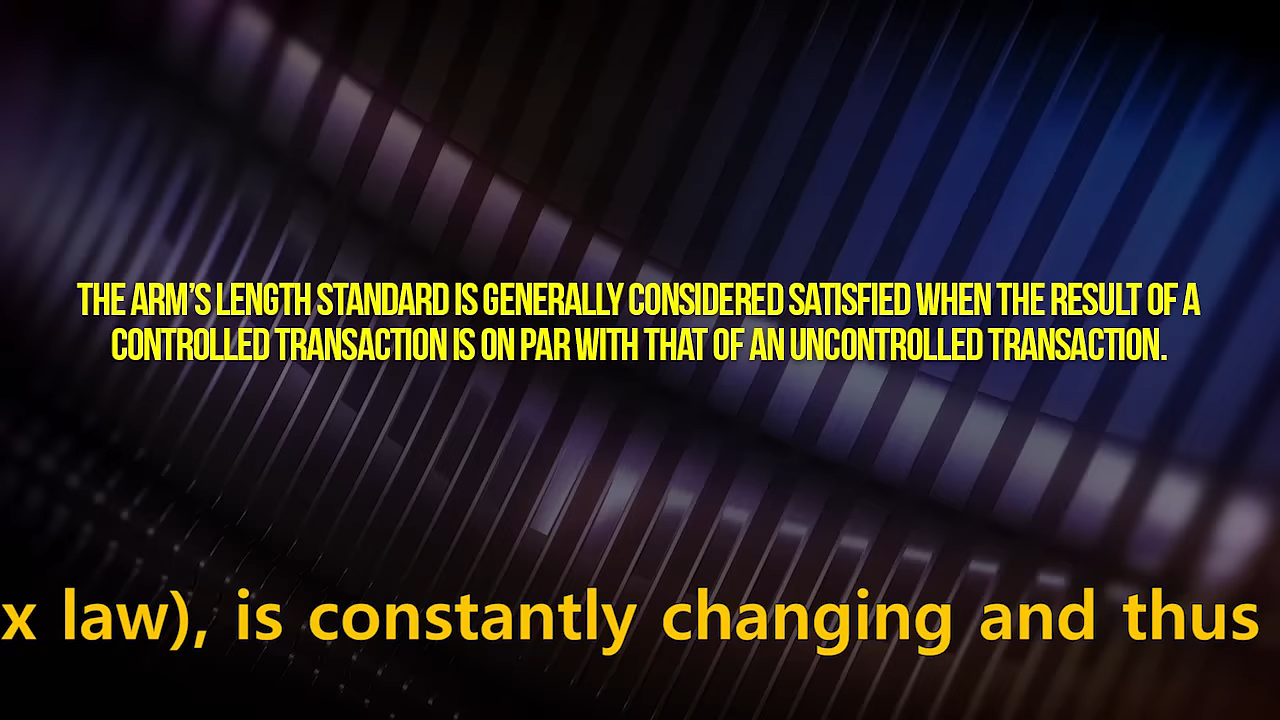 THE ARM’S LENGTH STANDARD IS GENERALLY CONSIDERED SATISFIED WHEN THE RESULT OF A
CONTROLLED TRANSACTION IS ON PAR WITH THAT OF AN UNCONTROLLED TRANSACTION.
x law), is constantly changing and thus